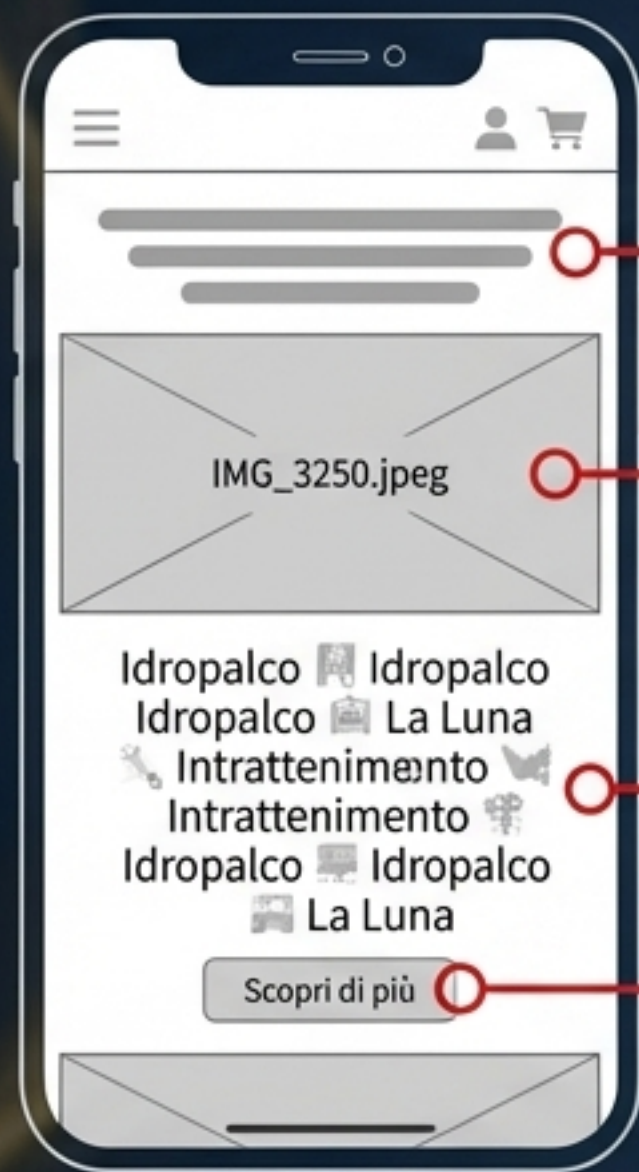 IMG_3250.jpeg
Idropalco Idropalco
Idropalco La Luna
Intrattenimento
Intrattenimento
Idropalco Idropalco
La Luna
Scopri di più